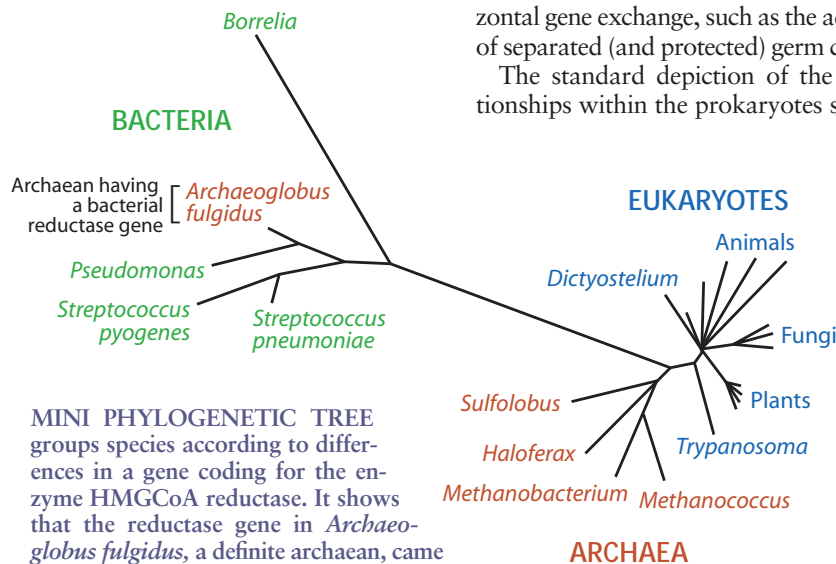 zontal gene exchange, such as the
of separated (and protected) germ
The standard depiction of the
tionships within the prokaryotes
Borrelia
BACTERIA
Archaean having
a bacterial
reductase gene
Archaeoglobus
fulgidus
Pseudomonas
Streptococcus
pyogenes
Streptococcus
pneumoniae
EUKARYOTES
Animals
Dictyostelium
Fungi
Plants
Trypanosoma
Sulfolobus
Haloferax
Methanobacterium
Methanococcus
ARCHAEA
MINI PHYLOGENETIC TREE
groups species according to differ-
ences in a gene coding for the en-
zyme HMGCoA reductase. It shows
that the reductase gene in Archaeo-
globus fulgidus, a definite archaean, came